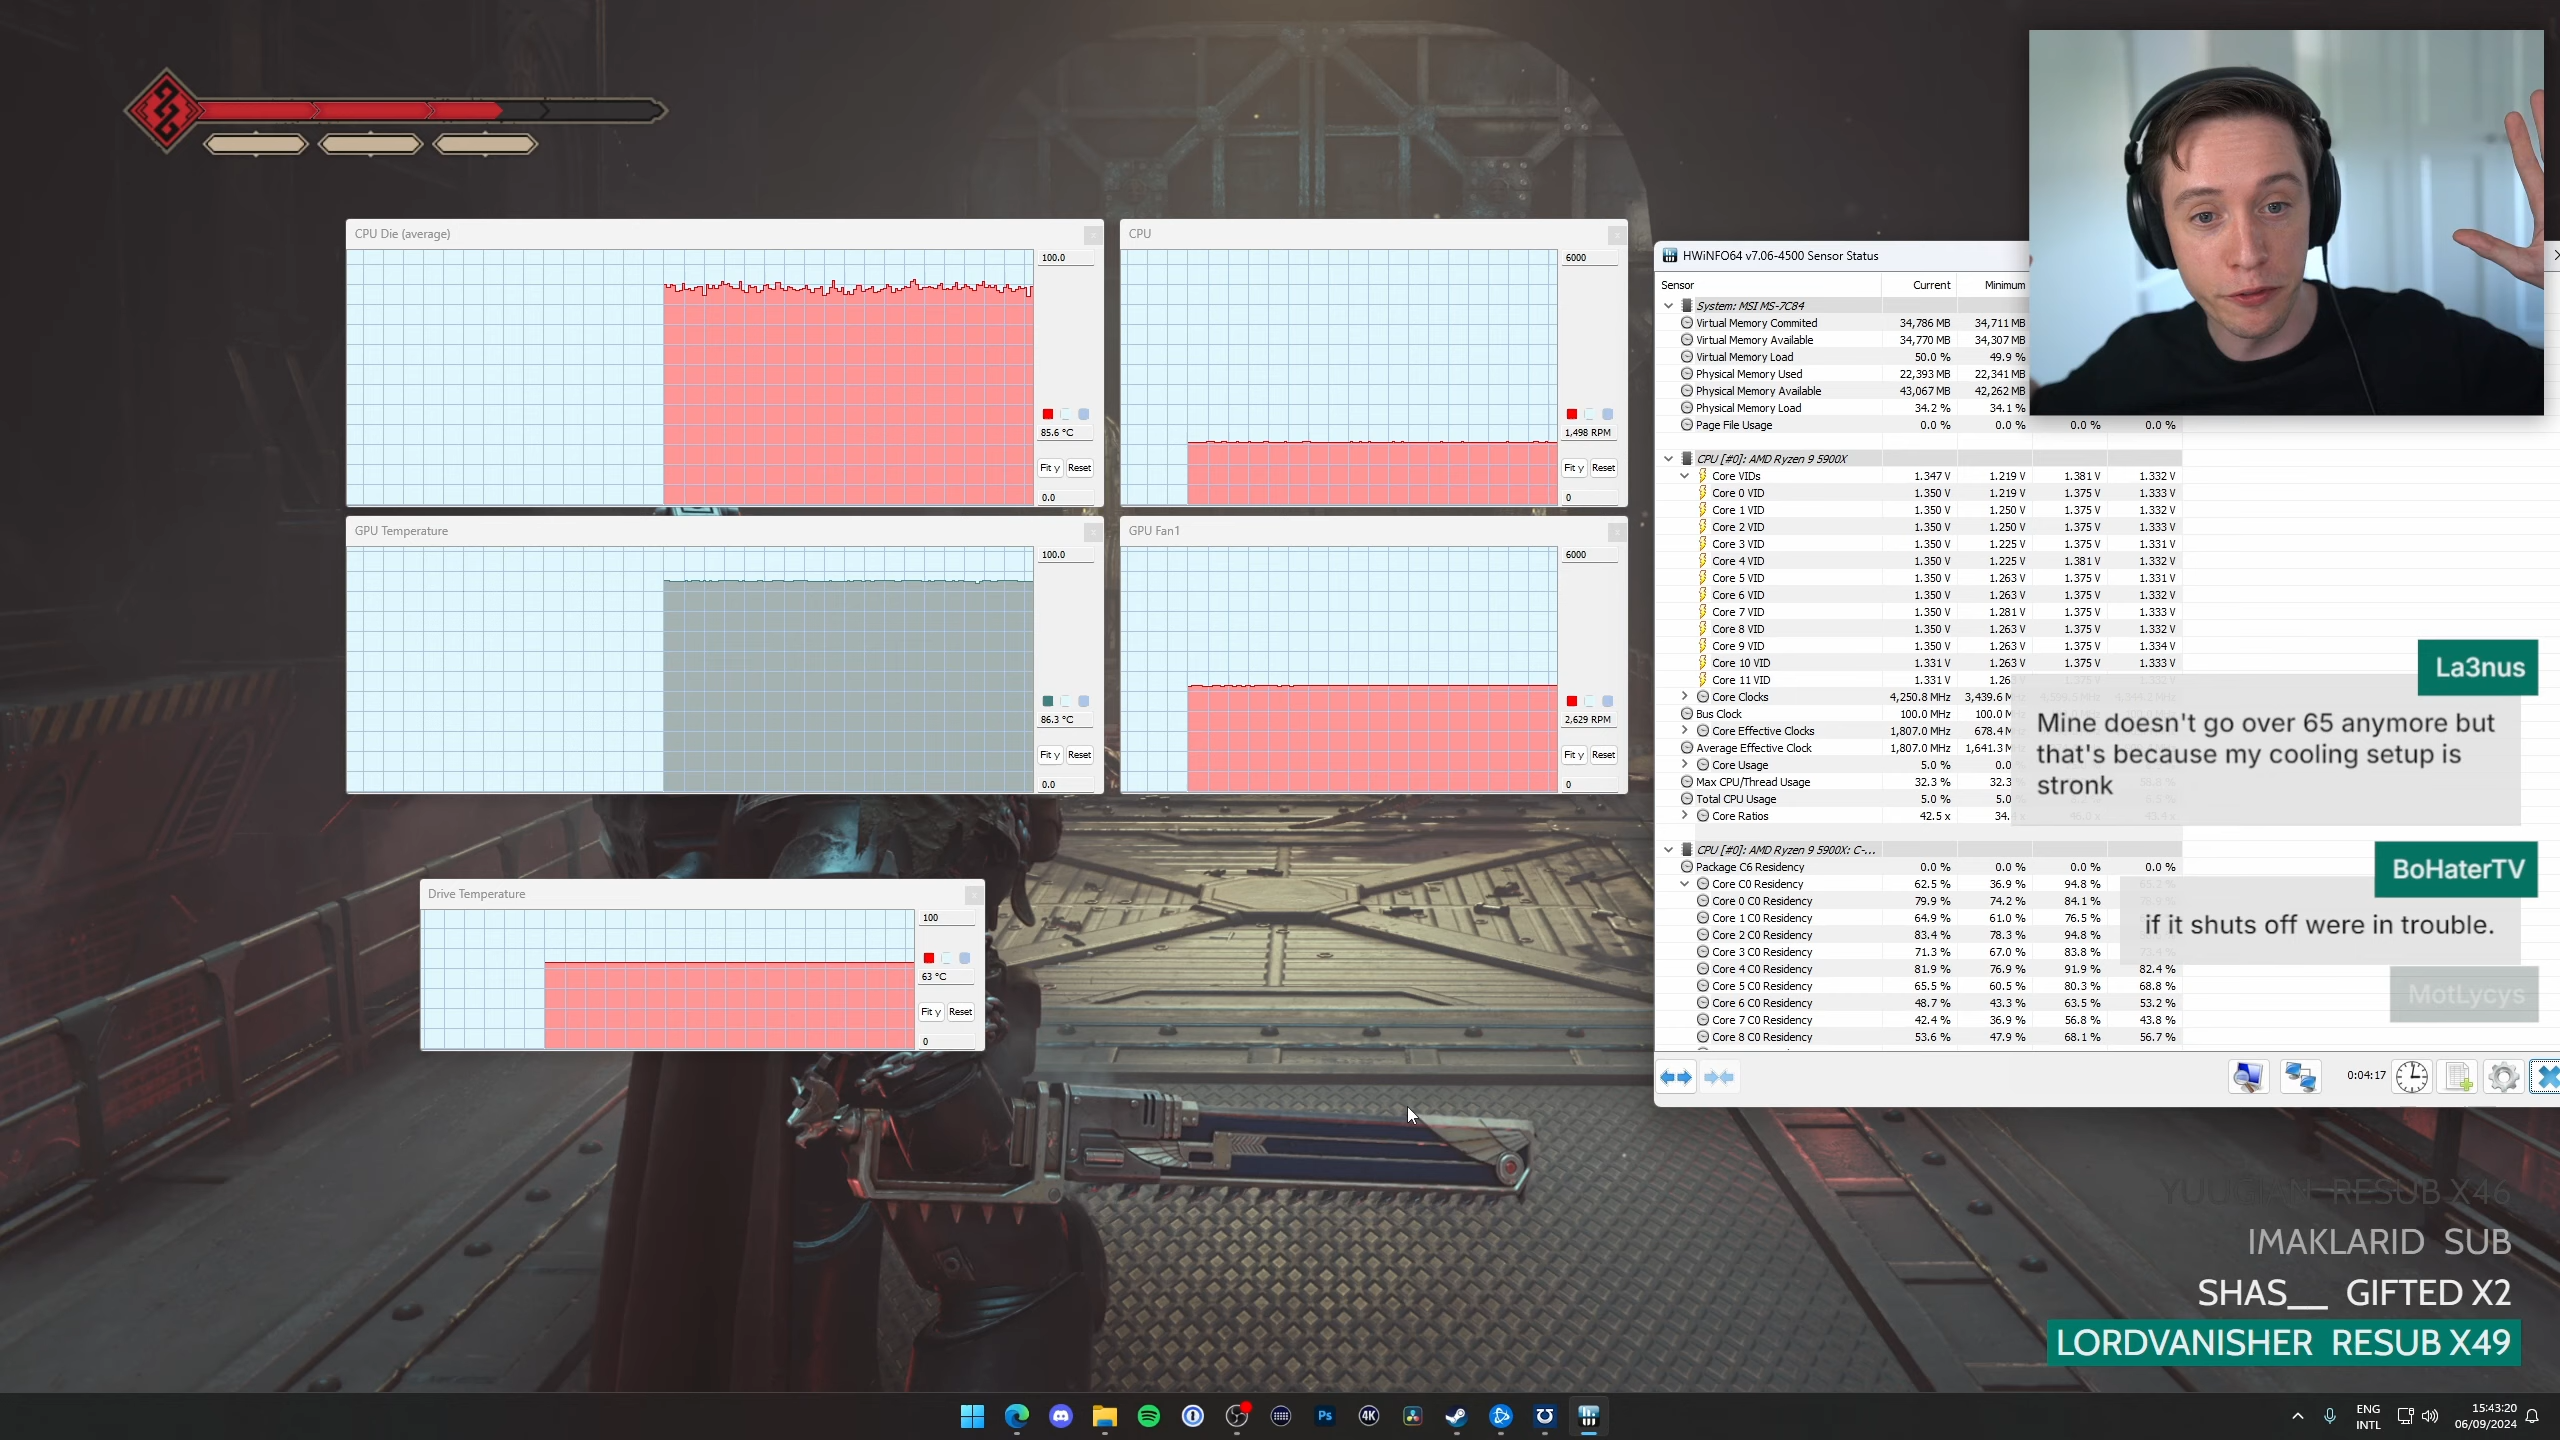 CPU Die (average)
100.0
85.6 °C
Fit y Reset
0.0
CPU
6000
1,498 RPM
Fit y Reset
0
GPU Temperature
100.0
86.3 °C
Fit y Reset
0.0
GPU Fan1
6000
2,629 RPM
Fit y Reset
0
Drive Temperature
100
63 °C
Fit y Reset
0
HWiNFO64 v7.06-4500 Sensor Status
Sensor Current Minimum
System: MSI MS-7C84
Virtual Memory Commited 34,786 MB 34,711 MB
Virtual Memory Available 34,770 MB 34,307 MB
Virtual Memory Load 50.0 % 49.9 %
Physical Memory Used 22,393 MB 22,341 MB
Physical Memory Available 43,067 MB 42,262 MB
Physical Memory Load 34.2 % 34.1 %
Page File Usage 0.0 % 0.0 % 0.0 % 0.0 %
CPU [#0]: AMD Ryzen 9 5900X
Core VIDs 1.347 V 1.219 V 1.381 V 1.332 V
Core 0 VID 1.350 V 1.219 V 1.375 V 1.333 V
Core 1 VID 1.350 V 1.250 V 1.375 V 1.332 V
Core 2 VID 1.350 V 1.250 V 1.375 V 1.333 V
Core 3 VID 1.350 V 1.225 V 1.375 V 1.331 V
Core 4 VID 1.350 V 1.225 V 1.381 V 1.332 V
Core 5 VID 1.350 V 1.263 V 1.375 V 1.331 V
Core 6 VID 1.350 V 1.263 V 1.375 V 1.332 V
Core 7 VID 1.350 V 1.281 V 1.375 V 1.333 V
Core 8 VID 1.350 V 1.263 V 1.375 V 1.332 V
Core 9 VID 1.350 V 1.263 V 1.375 V 1.334 V
Core 10 VID 1.331 V 1.263 V 1.375 V 1.333 V
Core 11 VID 1.331 V 1.26
Core Clocks 4,250.8 MHz 3,439.6 M
Bus Clock 100.0 MHz 100.0 M
Core Effective Clocks 1,807.0 MHz 678.4 M
Average Effective Clock 1,807.0 MHz 1,641.3 M
Core Usage 5.0 % 0.0
Max CPU/Thread Usage 32.3 % 32.3
Total CPU Usage 5.0 % 5.0
Core Ratios 42.5 x 34.
CPU [#0]: AMD Ryzen 9 5900X: C-...
Package C6 Residency 0.0 % 0.0 % 0.0 % 0.0 %
Core C0 Residency 62.5 % 36.9 % 94.8 %
Core 0 C0 Residency 79.9 % 74.2 % 84.1 %
Core 1 C0 Residency 64.9 % 61.0 % 76.5 %
Core 2 C0 Residency 83.4 % 78.3 % 94.8 %
Core 3 C0 Residency 71.3 % 67.0 % 83.8 %
Core 4 C0 Residency 81.9 % 76.9 % 91.9 % 82.4 %
Core 5 C0 Residency 65.5 % 60.5 % 80.3 % 68.8 %
Core 6 C0 Residency 48.7 % 43.3 % 63.5 % 53.2 %
Core 7 C0 Residency 42.4 % 36.9 % 56.8 % 43.8 %
Core 8 C0 Residency 53.6 % 47.9 % 68.1 % 56.7 %
0:04:17
La3nus
Mine doesn't go over 65 anymore but
that's because my cooling setup is
stronk
BoHaterTV
if it shuts off were in trouble.
MotLycys
RESUB X46
IMAKLARID SUB
SHAS__ GIFTED X2
LORDVANISHER RESUB X49
Ps
4K
ENG
INTL
15:43:20
06/09/2024